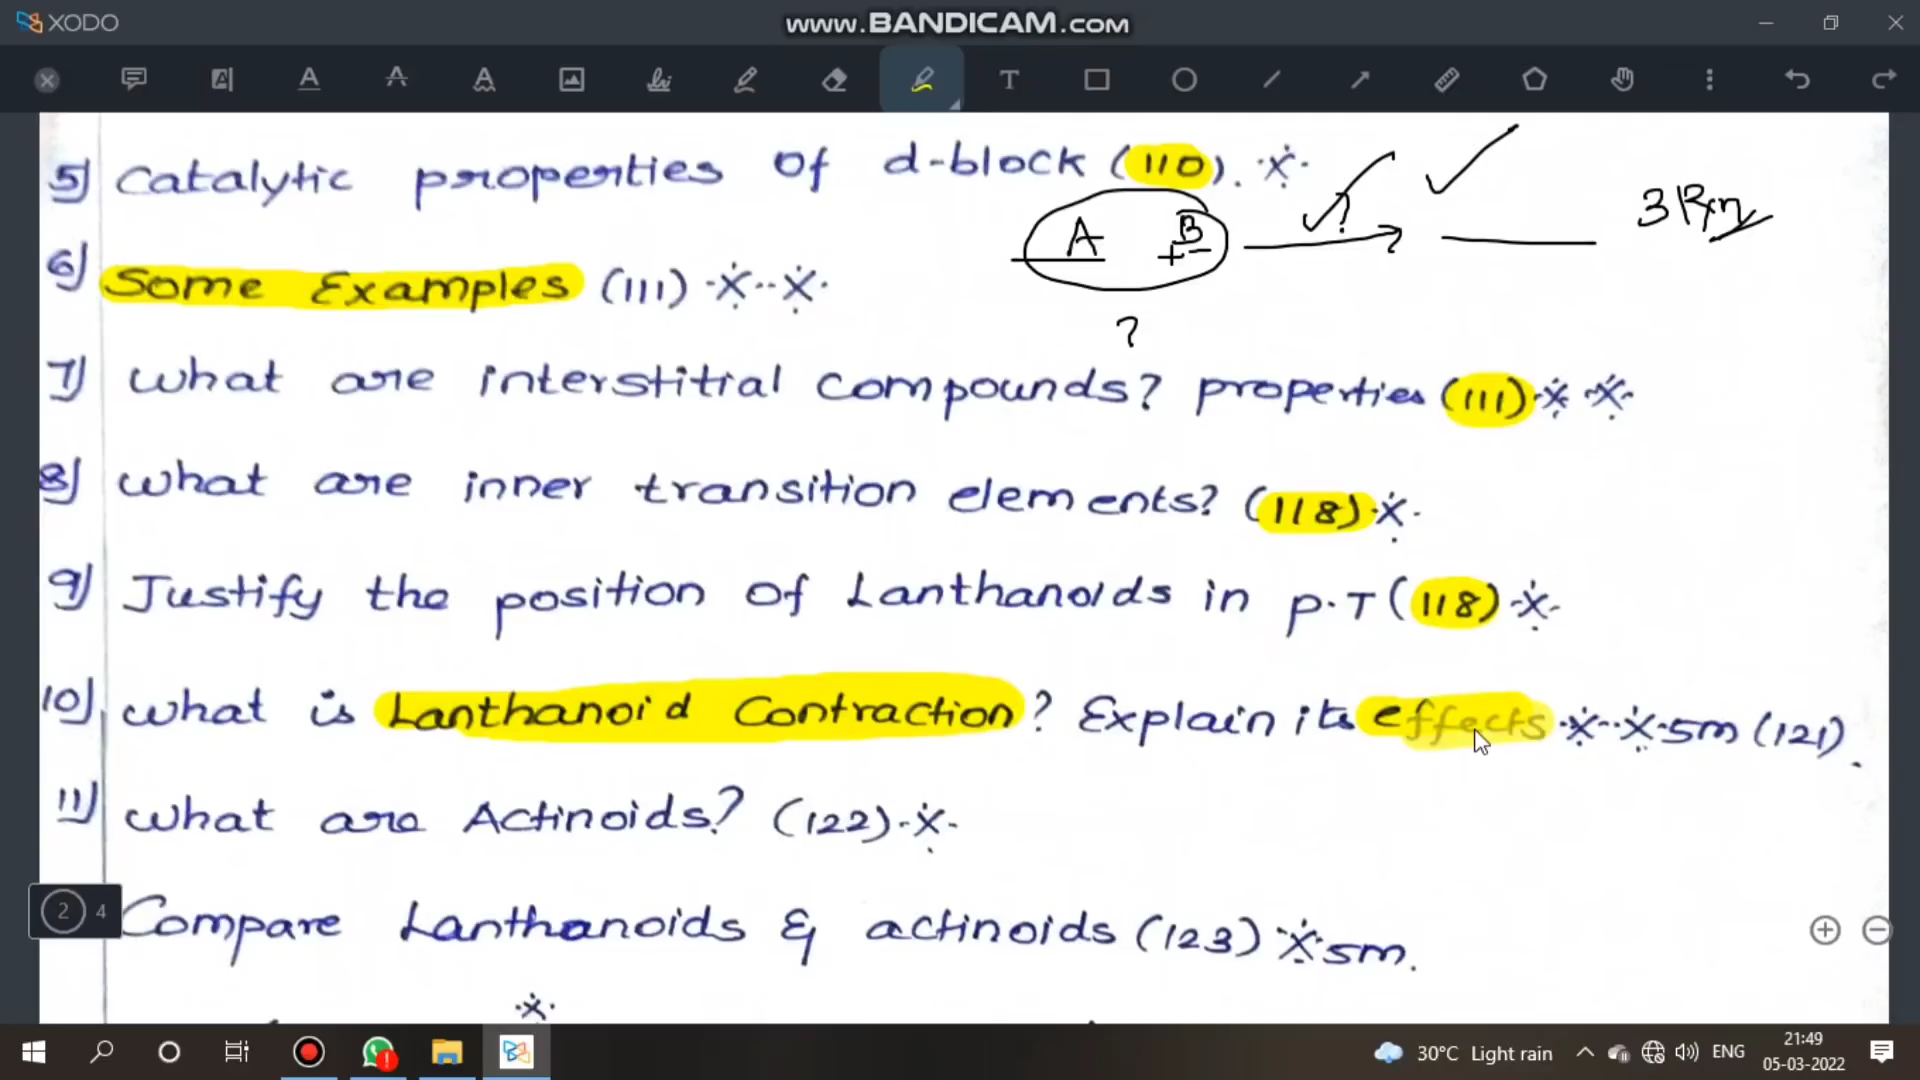 XODO
www.BANDICAM.com
T
5) Catalytic properties of d-block (110).
A B + - ? 3 Rxn
?
6) Some Examples (111)
7) What are interstitial compounds? properties (111)
8) What are inner transition elements? (118)
9) Justify the position of Lanthanoids in P.T (118)
10) What is Lanthanoid Contraction? Explain its effects 5m (121).
11) What are Actinoids? (122)
2 4
Compare Lanthanoids & actinoids (123) 5m.
30°C Light rain
ENG
21:49
05-03-2022